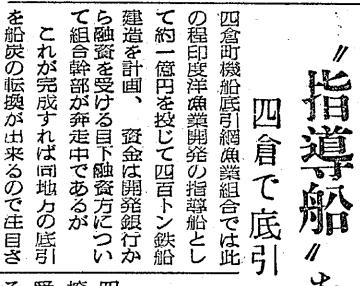 〃指導船〃を
四倉で底引
四倉町機船底引網漁業組合では此
の程印度洋漁業開発の指導船とし
て約一億円を投じて四百トン鉄船
建造を計画、資金は開発銀行か
ら融資を受ける目下融資方につい
て組合幹部が奔走中であるが
これが完成すれば同地方の底引
を船炭の転換が出来るので注目さ